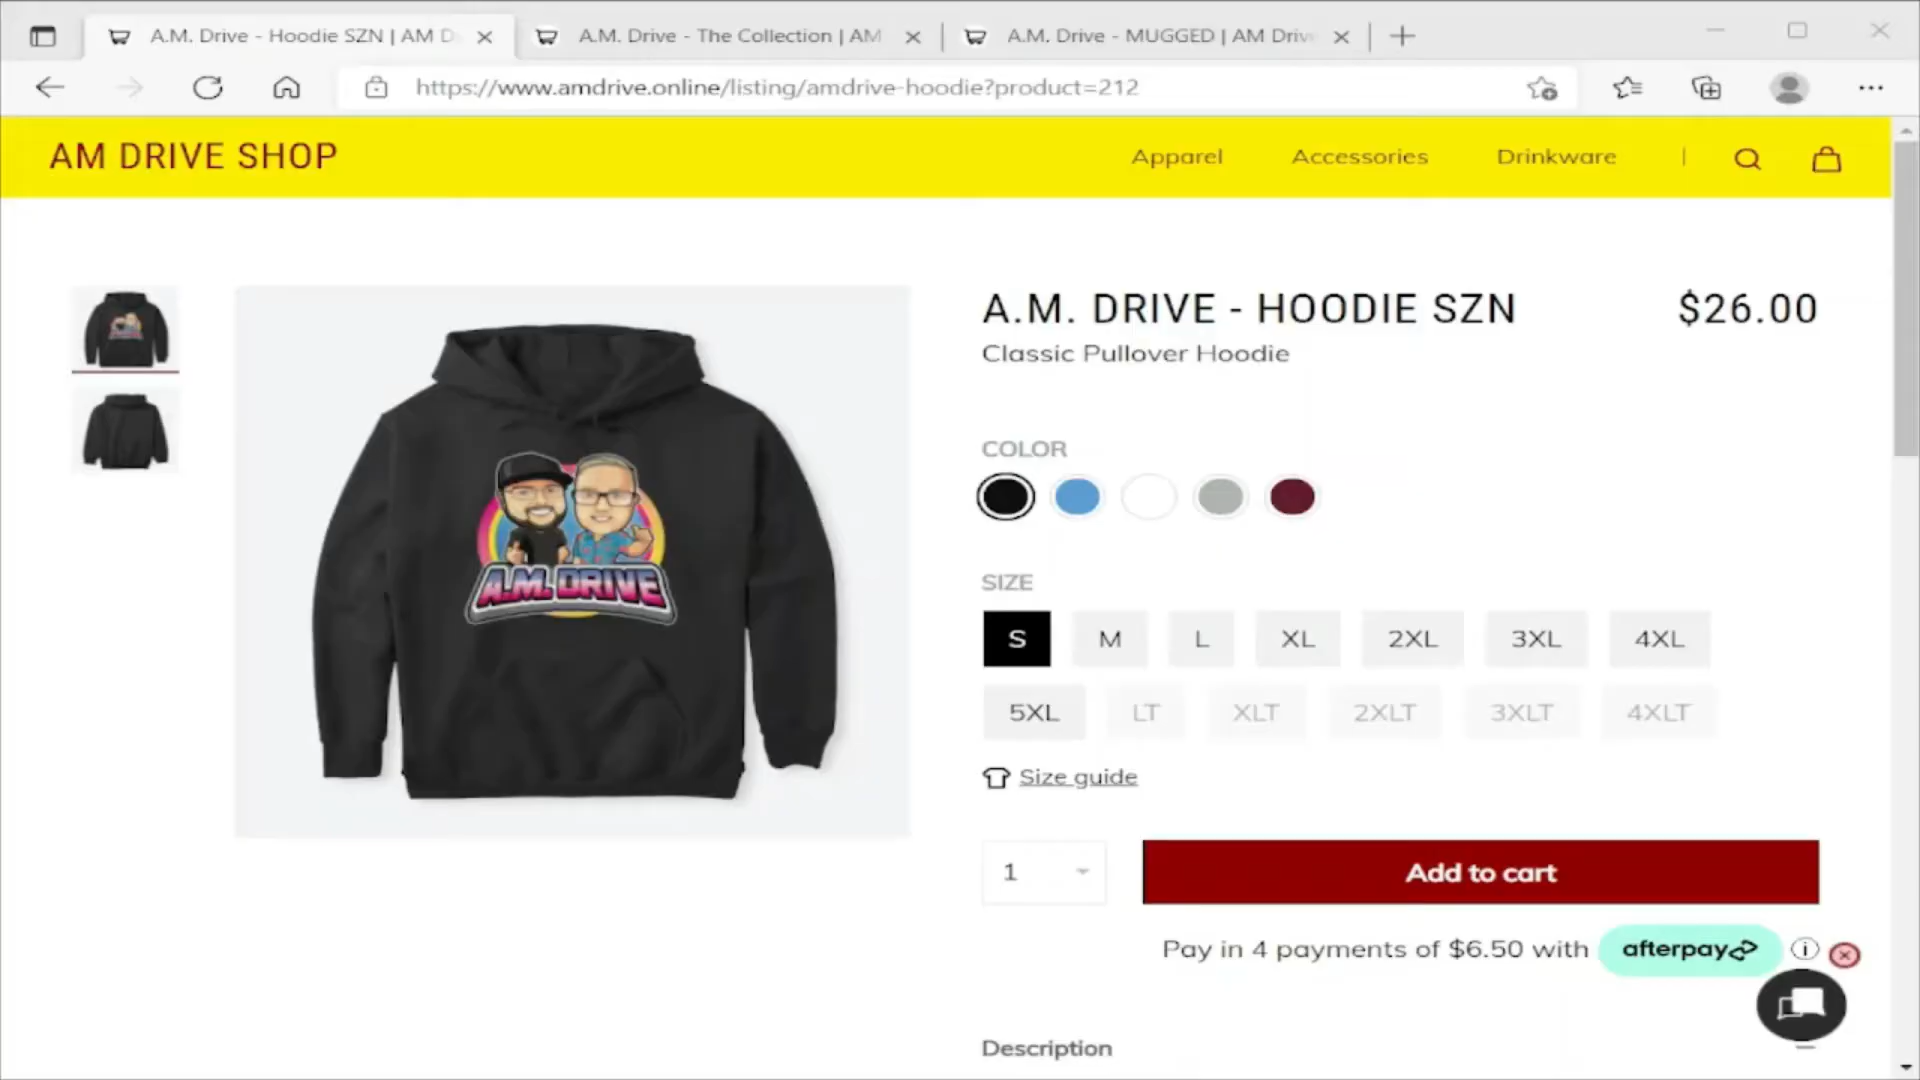 A.M. Drive - Hoodie SZN | AM D
A.M. Drive - The Collection | AM
A.M. Drive - MUGGED | AM Driv
https://www.amdrive.online/listing/amdrive-hoodie?product=212
AM DRIVE SHOP
Apparel
Accessories
Drinkware
A.M. DRIVE - HOODIE SZN
$26.00
Classic Pullover Hoodie
COLOR
A.M. DRIVE
SIZE
S M L XL 2XL 3XL 4XL
5XL LT XLT 2XLT 3XLT 4XLT
Size guide
1
Add to cart
Pay in 4 payments of $6.50 with afterpay
Description